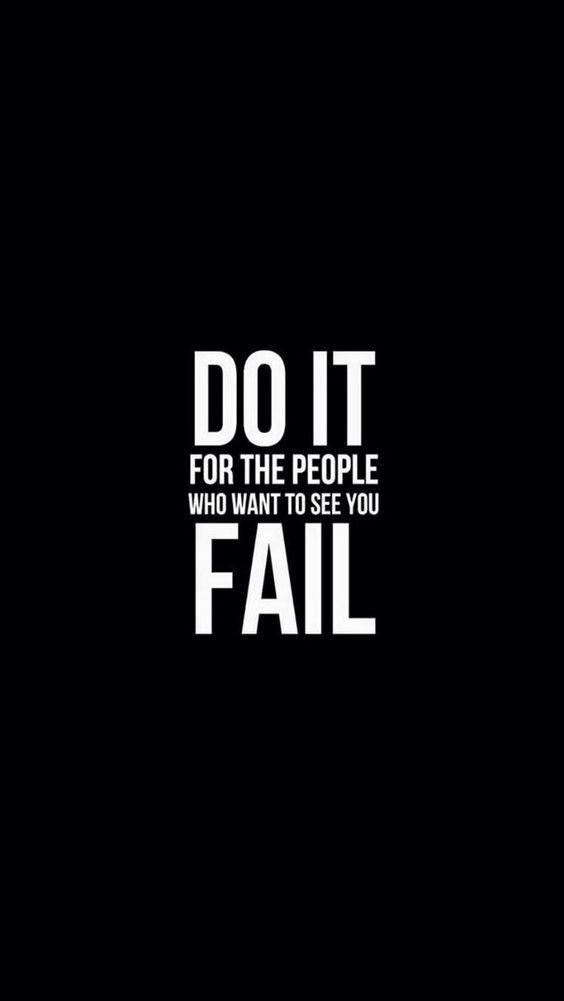 DO IT
FOR THE PEOPLE
WHO WANT TO SEE YOU
FAIL